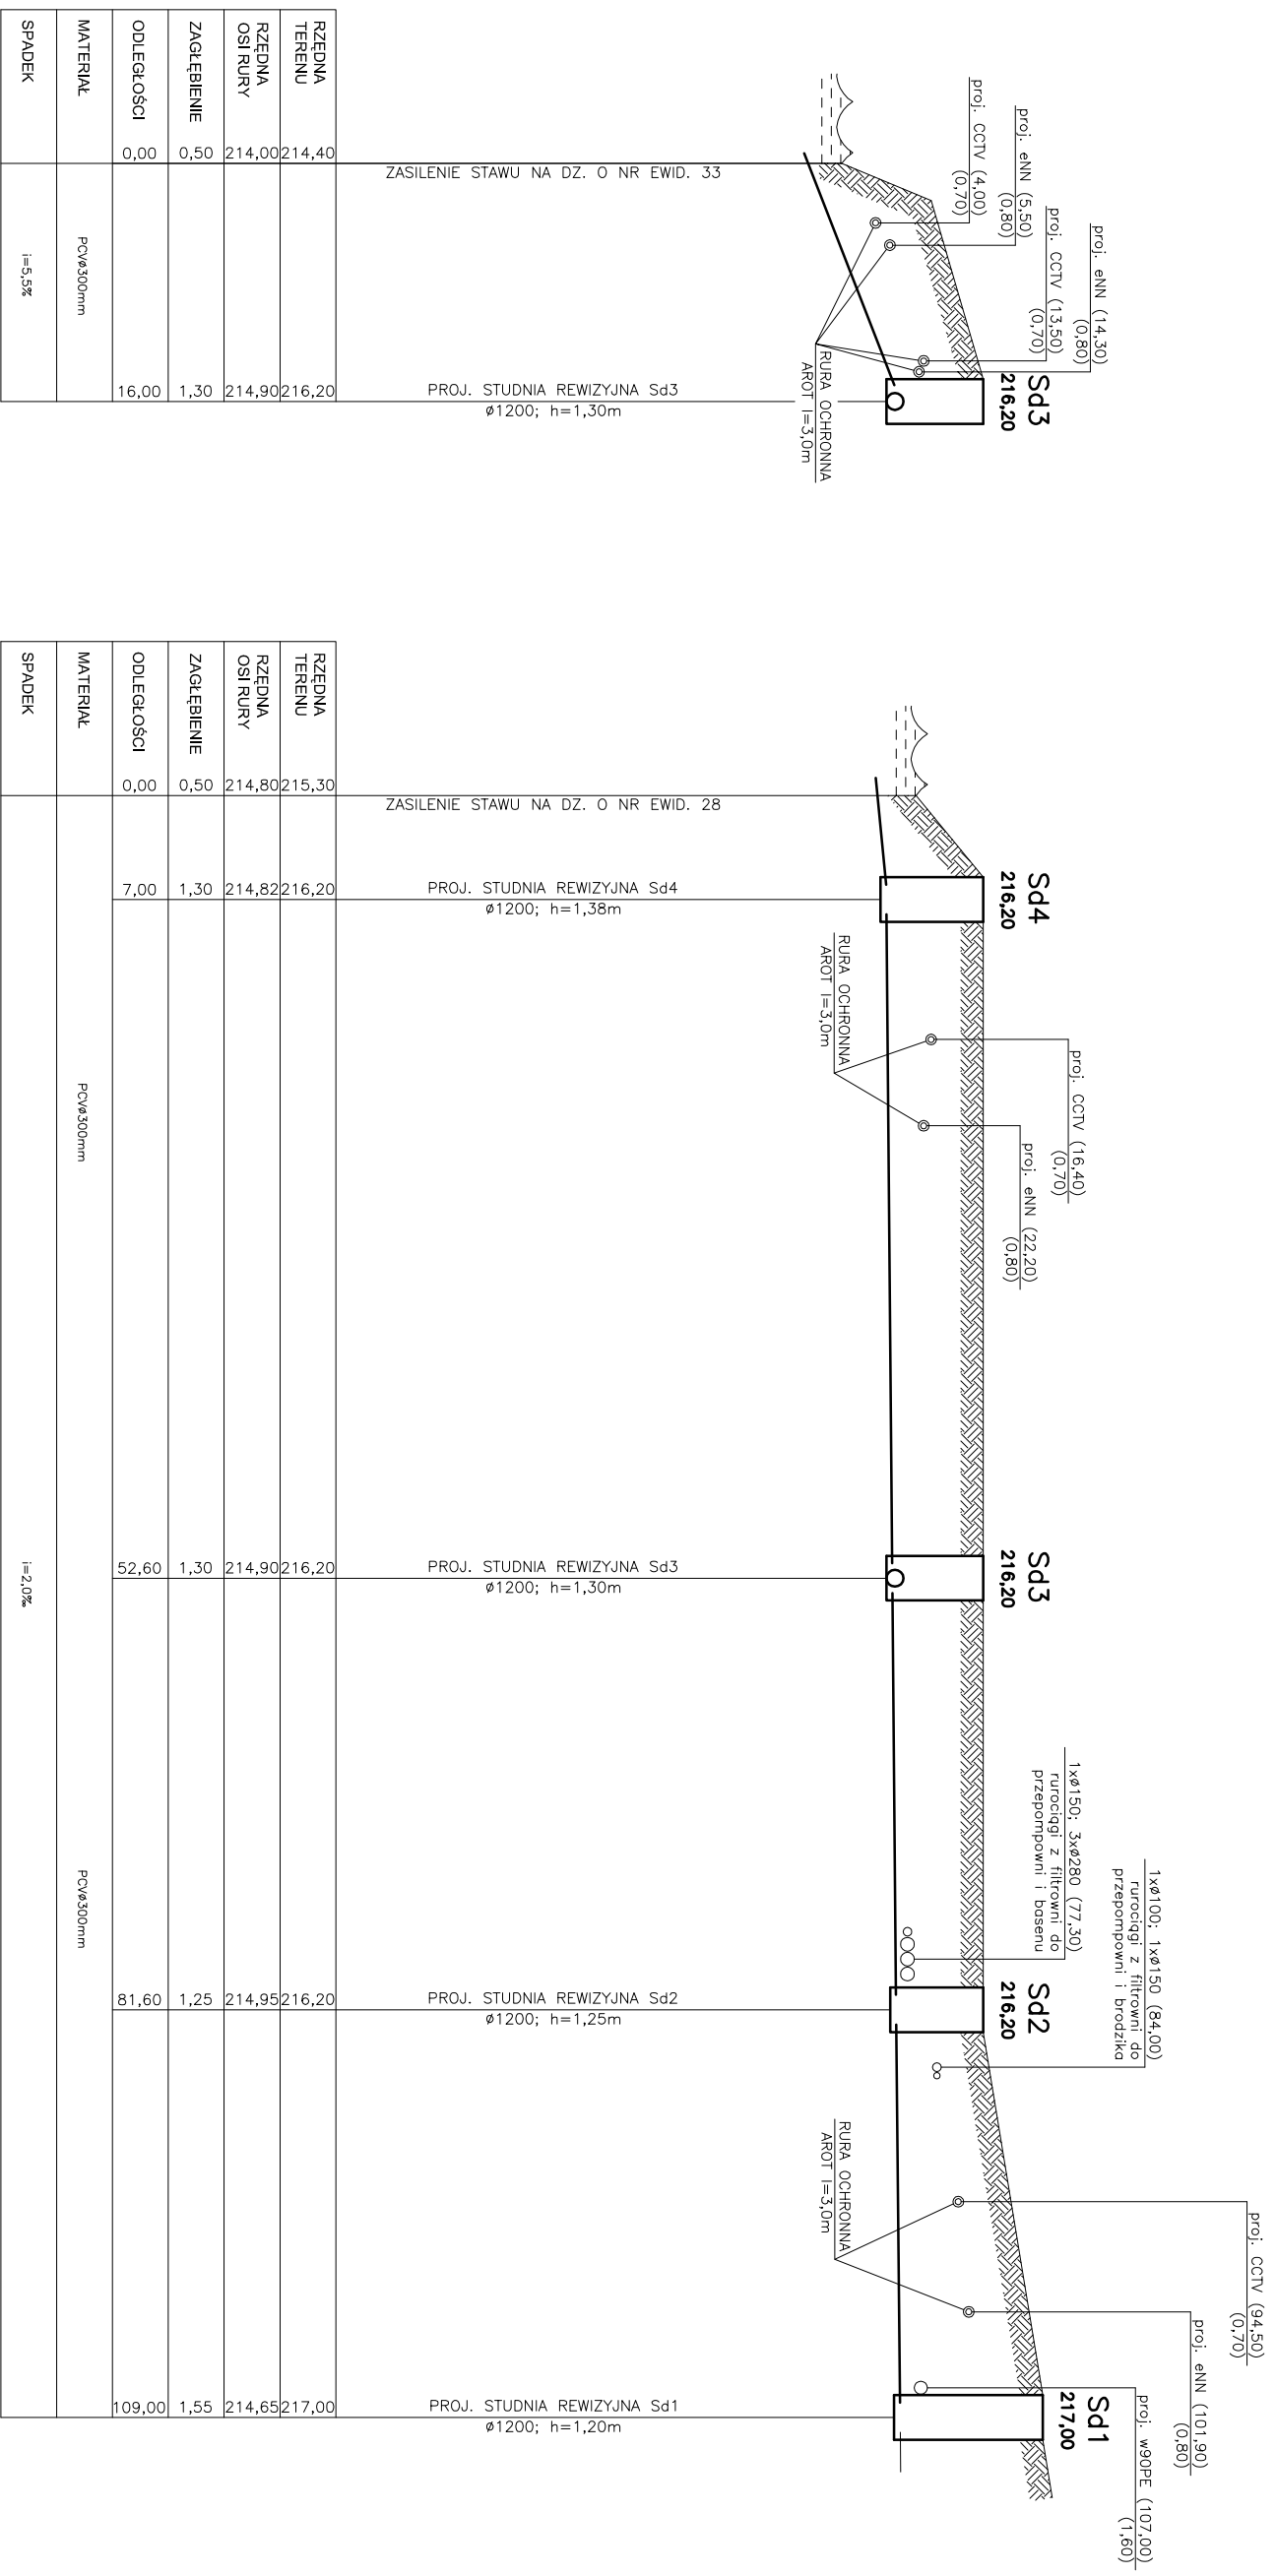 proj. eNN (14,30)
(0,80)
proj. CCTV (13,50)
(0,70)
proj. eNN (5,50)
(0,80)
proj. CCTV (4,00)
(0,70)
Sd3
216,20
RURA OCHRONNA
AROT l=3,0m
ZASILENIE STAWU NA DZ. O NR EWID. 33
PROJ. STUDNIA REWIZYJNA Sd3
ø1200; h=1,30m
RZĘDNA
TERENU
214,40
216,20
RZĘDNA
OSI RURY
214,00
214,90
ZAGŁĘBIENIE
0,50
1,30
ODLEGŁOŚCI
0,00
16,00
MATERIAŁ
PCVø300mm
SPADEK
i=5,5%
proj. CCTV (94,50)
(0,70)
proj. eNN (101,90)
(0,80)
proj. w90PE (107,00)
(1,60)
1xø100; 1xø150 (84,00)
rurociągi z filtrowni do
przepompowni i brodzika
1xø150; 3xø280 (77,30)
rurociągi z filtrowni do
przepompowni i basenu
proj. CCTV (16,40)
(0,70)
proj. eNN (22,20)
(0,80)
Sd4
216,20
Sd3
216,20
Sd2
216,20
Sd1
217,00
RURA OCHRONNA
AROT l=3,0m
RURA OCHRONNA
AROT l=3,0m
ZASILENIE STAWU NA DZ. O NR EWID. 28
PROJ. STUDNIA REWIZYJNA Sd4
ø1200; h=1,38m
PROJ. STUDNIA REWIZYJNA Sd3
ø1200; h=1,30m
PROJ. STUDNIA REWIZYJNA Sd2
ø1200; h=1,25m
PROJ. STUDNIA REWIZYJNA Sd1
ø1200; h=1,20m
RZĘDNA
TERENU
215,30
216,20
216,20
216,20
217,00
RZĘDNA
OSI RURY
214,80
214,82
214,90
214,95
214,65
ZAGŁĘBIENIE
0,50
1,30
1,30
1,25
1,55
ODLEGŁOŚCI
0,00
7,00
52,60
81,60
109,00
MATERIAŁ
PCVø300mm
PCVø300mm
SPADEK
i=2,0‰